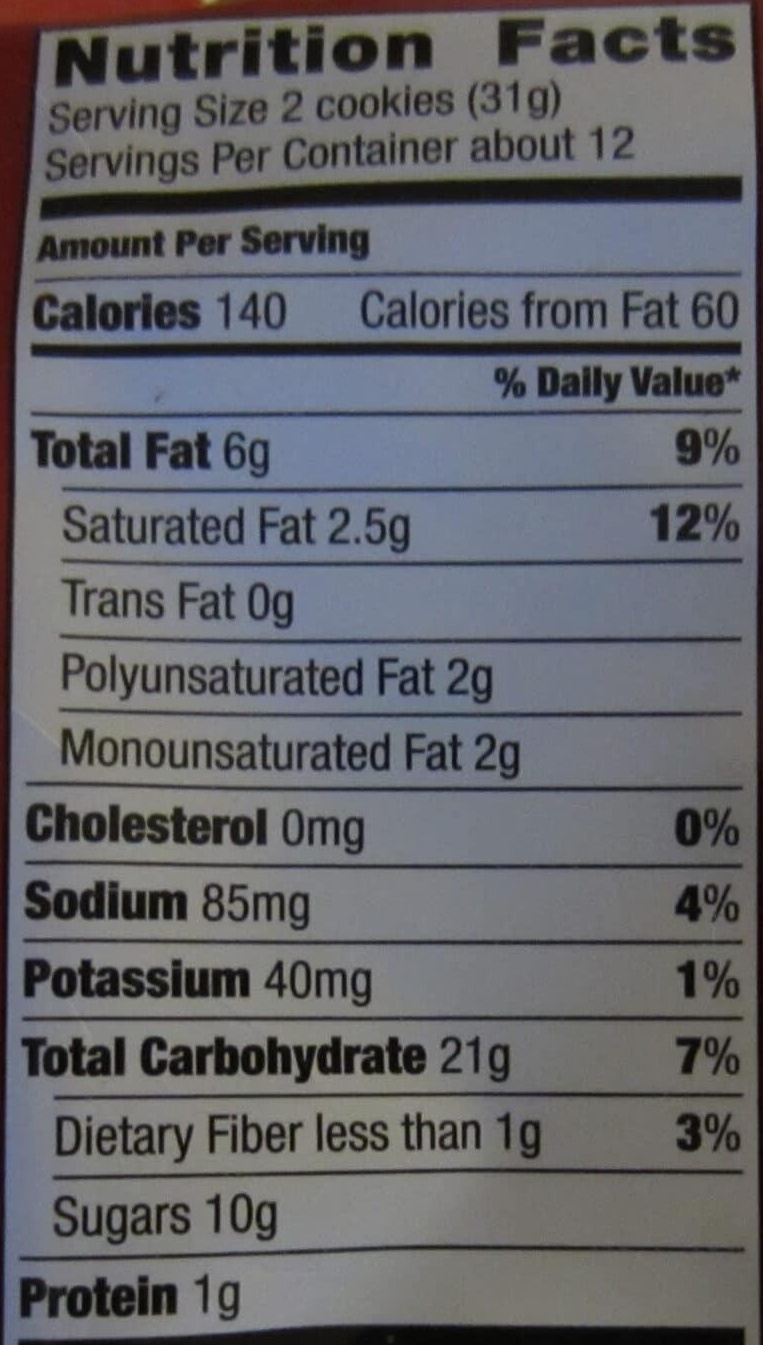 Nutrition Facts
Serving Size 2 cookies (31g)
Servings Per Container about 12
Amount Per Serving
Calories 140 Calories from Fat 60
% Daily Value*
Total Fat 6g 9%
Saturated Fat 2.5g 12%
Trans Fat 0g
Polyunsaturated Fat 2g
Monounsaturated Fat 2g
Cholesterol 0mg 0%
Sodium 85mg 4%
Potassium 40mg 1%
Total Carbohydrate 21g 7%
Dietary Fiber less than 1g 3%
Sugars 10g
Protein 1g